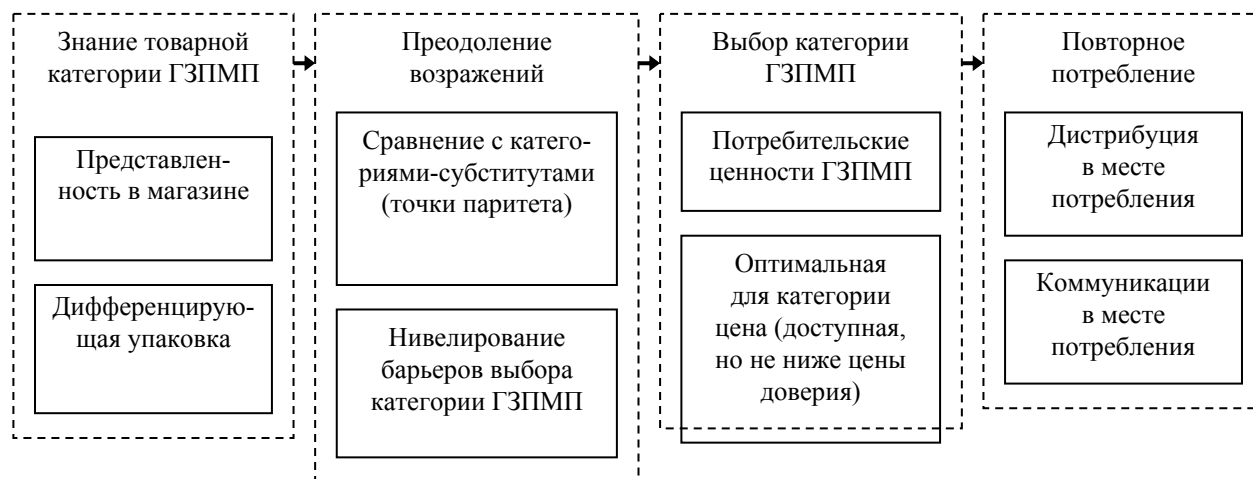 Знание товарной
категории ГЗПМП
Представлен-
ность в магазине
Дифференцирую-
щая упаковка
Преодоление
возражений
Сравнение с катего-
риями-субститутами
(точки паритета)
Нивелирование
барьеров выбора
категории ГЗПМП
Выбор категории
ГЗПМП
Потребительские
ценности ГЗПМП
Оптимальная
для категории
цена (доступная,
но не ниже цены
доверия)
Повторное
потребление
Дистрибуция
в месте
потребления
Коммуникации
в месте
потребления